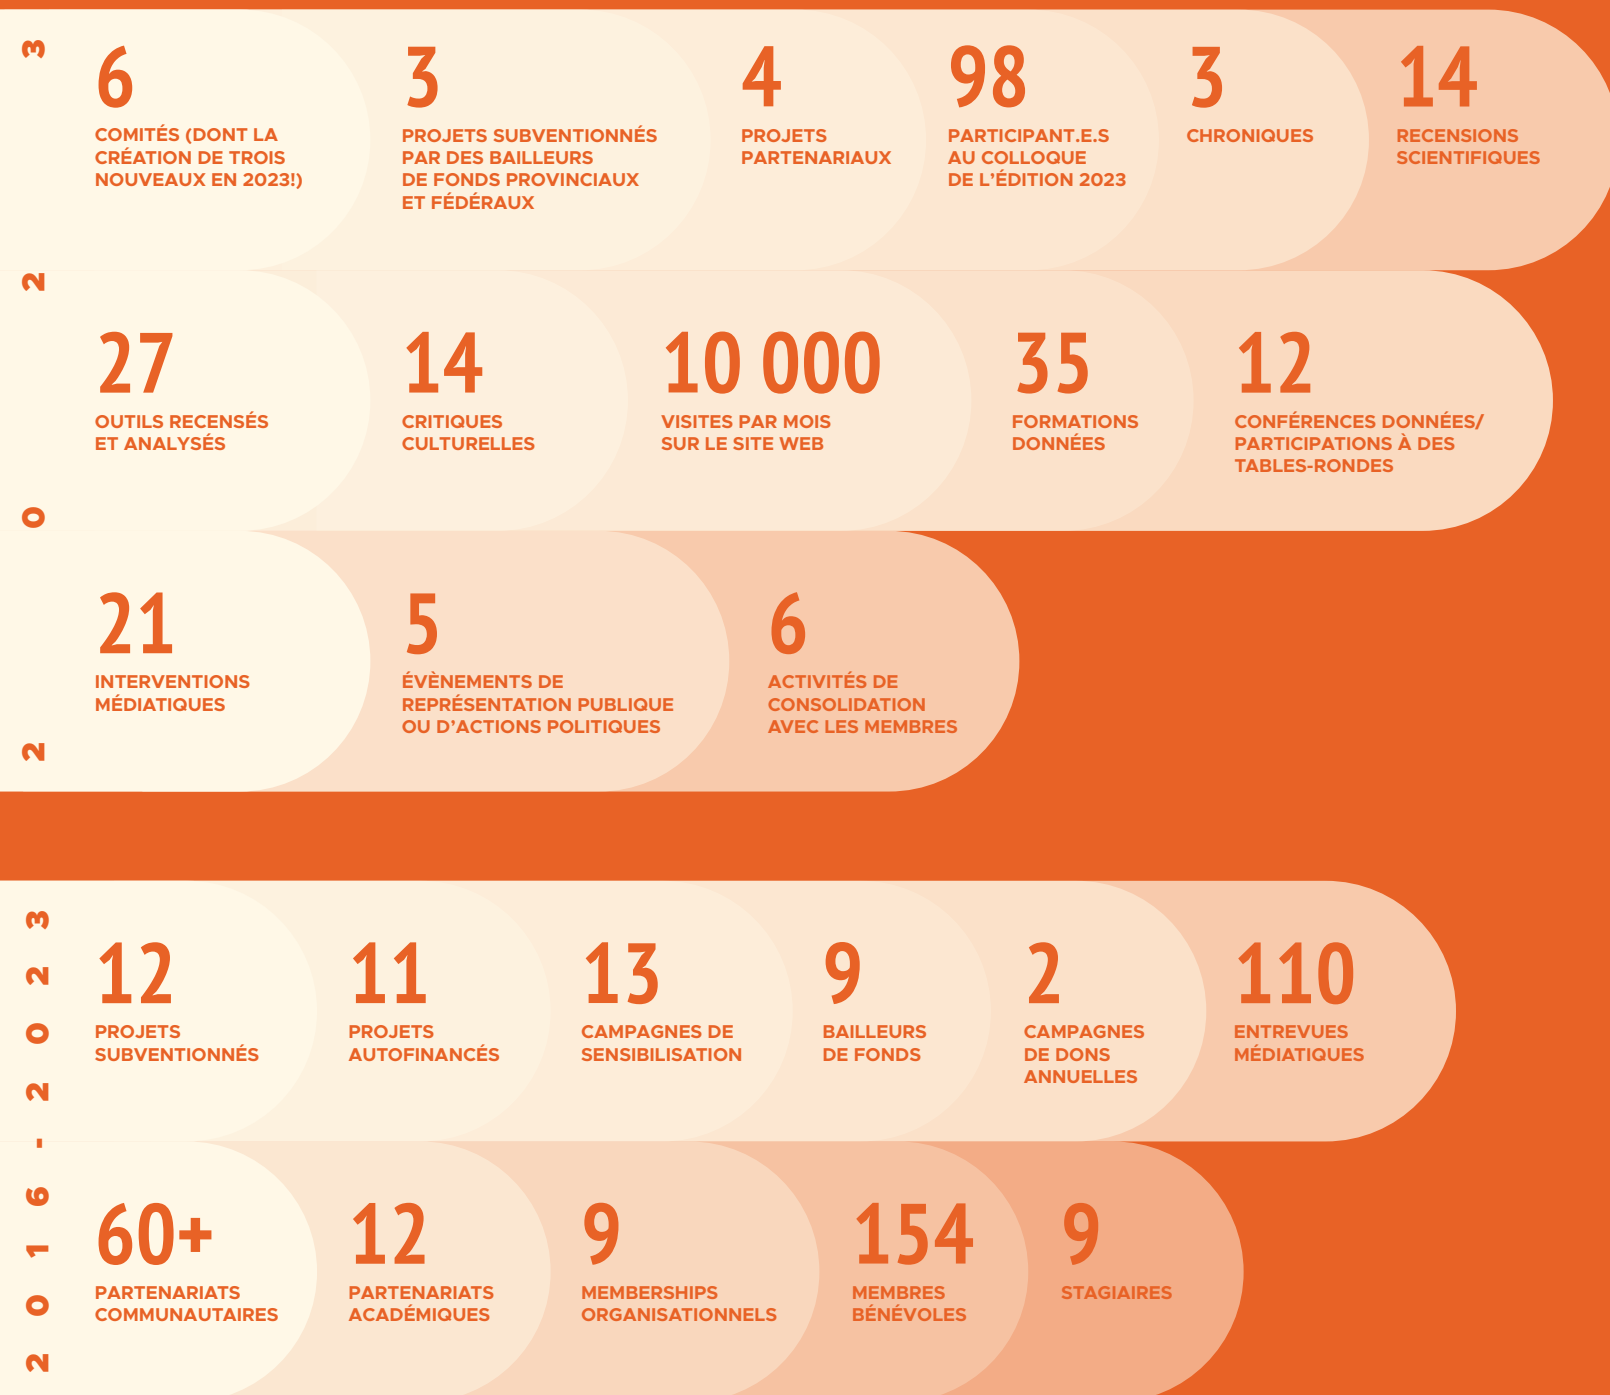 2023
6
COMITÉS (DONT LA
CRÉATION DE TROIS
NOUVEAUX EN 2023!)
3
PROJETS SUBVENTIONNÉS
PAR DES BAILLEURS
DE FONDS PROVINCIAUX
ET FÉDÉRAUX
4
PROJETS
PARTENARIAUX
98
PARTICIPANT.E.S
AU COLLOQUE
DE L'ÉDITION 2023
3
CHRONIQUES
14
RECENSIONS
SCIENTIFIQUES
27
OUTILS RECENSÉS
ET ANALYSÉS
14
CRITIQUES
CULTURELLES
10 000
VISITES PAR MOIS
SUR LE SITE WEB
35
FORMATIONS
DONNÉES
12
CONFÉRENCES DONNÉES/
PARTICIPATIONS À DES
TABLES-RONDES
21
INTERVENTIONS
MÉDIATIQUES
5
ÉVÈNEMENTS DE
REPRÉSENTATION PUBLIQUE
OU D'ACTIONS POLITIQUES
6
ACTIVITÉS DE
CONSOLIDATION
AVEC LES MEMBRES
2016-2023
12
PROJETS
SUBVENTIONNÉS
11
PROJETS
AUTOFINANCÉS
13
CAMPAGNES DE
SENSIBILISATION
9
BAILLEURS
DE FONDS
2
CAMPAGNES
DE DONS
ANNUELLES
110
ENTREVUES
MÉDIATIQUES
60+
PARTENARIATS
COMMUNAUTAIRES
12
PARTENARIATS
ACADÉMIQUES
9
MEMBERSHIPS
ORGANISATIONNELS
154
MEMBRES
BÉNÉVOLES
9
STAGIAIRES